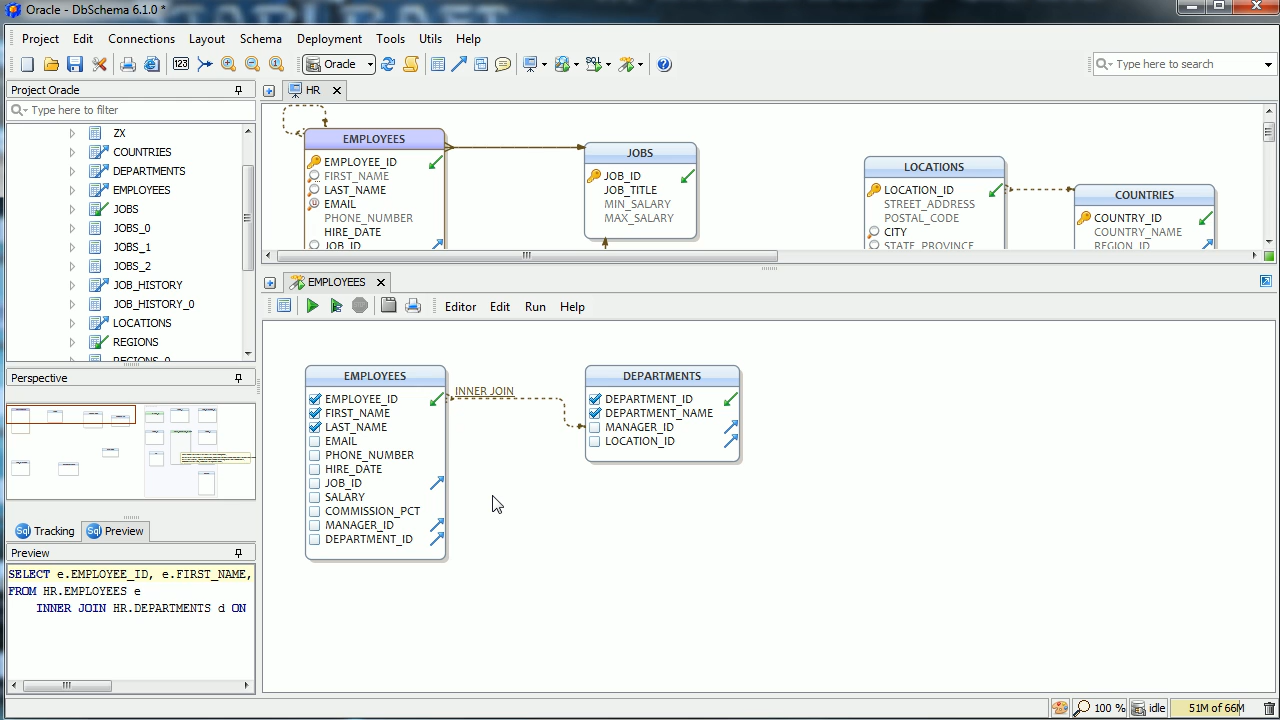 Oracle - DbSchema 6.1.0 *
Project Edit Connections Layout Schema Deployment Tools Utils Help
123 Oracle SQL Type here to search
Project Oracle
HR
Type here to filter
ZX
COUNTRIES
DEPARTMENTS
EMPLOYEES
JOBS
JOBS_0
JOBS_1
JOBS_2
JOB_HISTORY
JOB_HISTORY_0
LOCATIONS
REGIONS
REGIONS_0
EMPLOYEES
EMPLOYEE_ID
FIRST_NAME
LAST_NAME
EMAIL
PHONE_NUMBER
HIRE_DATE
JOB_ID
JOBS
JOB_ID
JOB_TITLE
MIN_SALARY
MAX_SALARY
LOCATIONS
LOCATION_ID
STREET_ADDRESS
POSTAL_CODE
CITY
STATE_PROVINCE
COUNTRIES
COUNTRY_ID
COUNTRY_NAME
REGION_ID
EMPLOYEES
Editor Edit Run Help
EMPLOYEES
EMPLOYEE_ID
FIRST_NAME
LAST_NAME
EMAIL
PHONE_NUMBER
HIRE_DATE
JOB_ID
SALARY
COMMISSION_PCT
MANAGER_ID
DEPARTMENT_ID
INNER JOIN
DEPARTMENTS
DEPARTMENT_ID
DEPARTMENT_NAME
MANAGER_ID
LOCATION_ID
Perspective
Sql Tracking Sql Preview
Preview
SELECT e.EMPLOYEE_ID, e.FIRST_NAME,
FROM HR.EMPLOYEES e
INNER JOIN HR.DEPARTMENTS d ON
100 % idle 51M of 66M